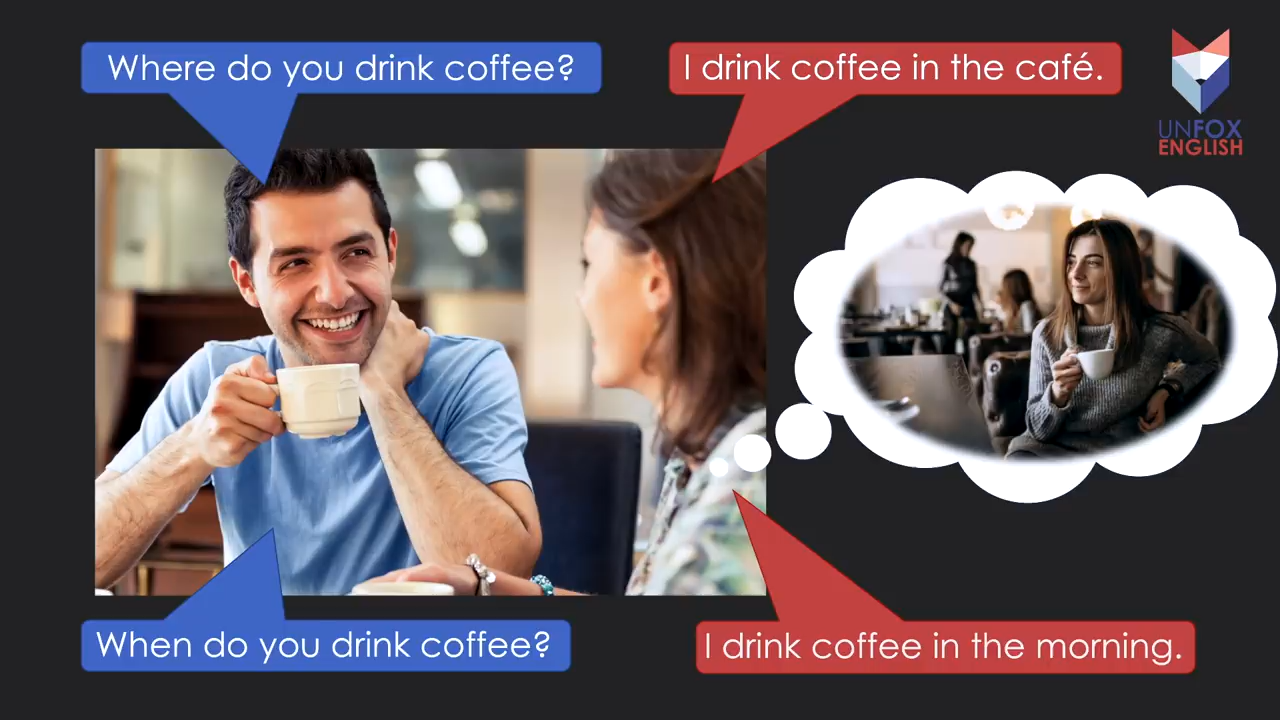 Where do you drink coffee?
I drink coffee in the café.
UNFOX
ENGLISH
When do you drink coffee?
I drink coffee in the morning.